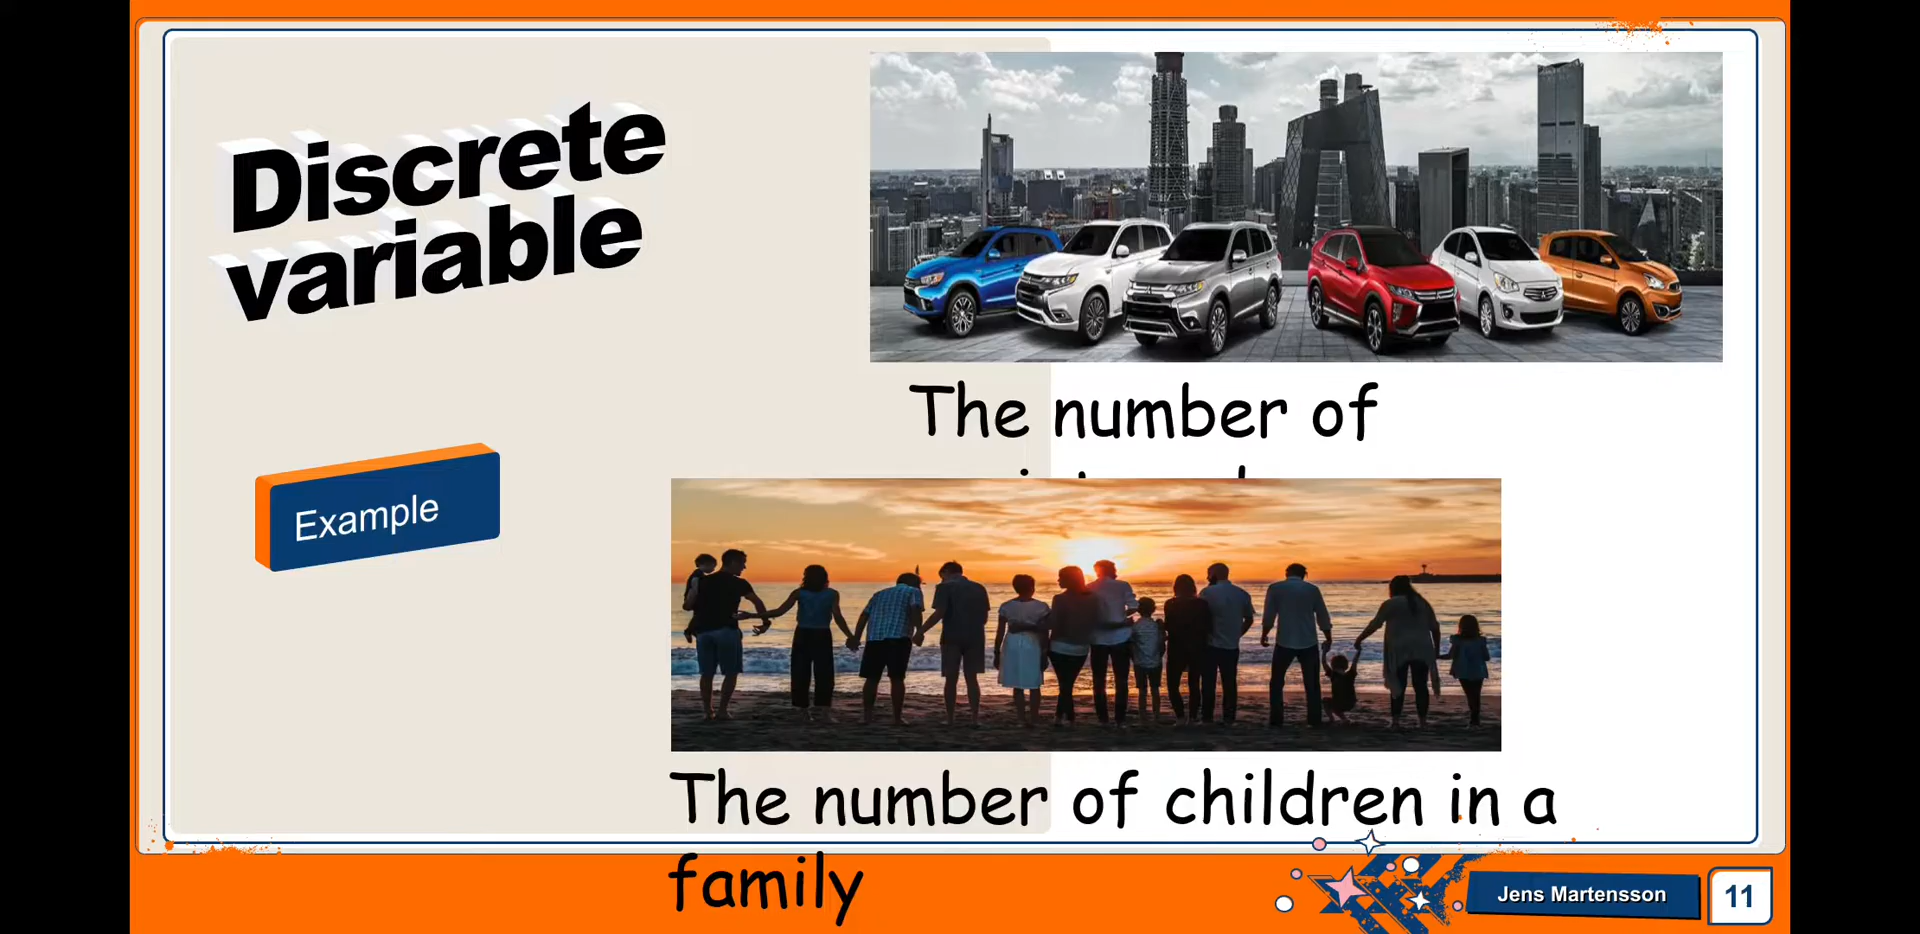 Discrete
variable
The number of
Example
The number of children in a
family
Jens Martensson
11